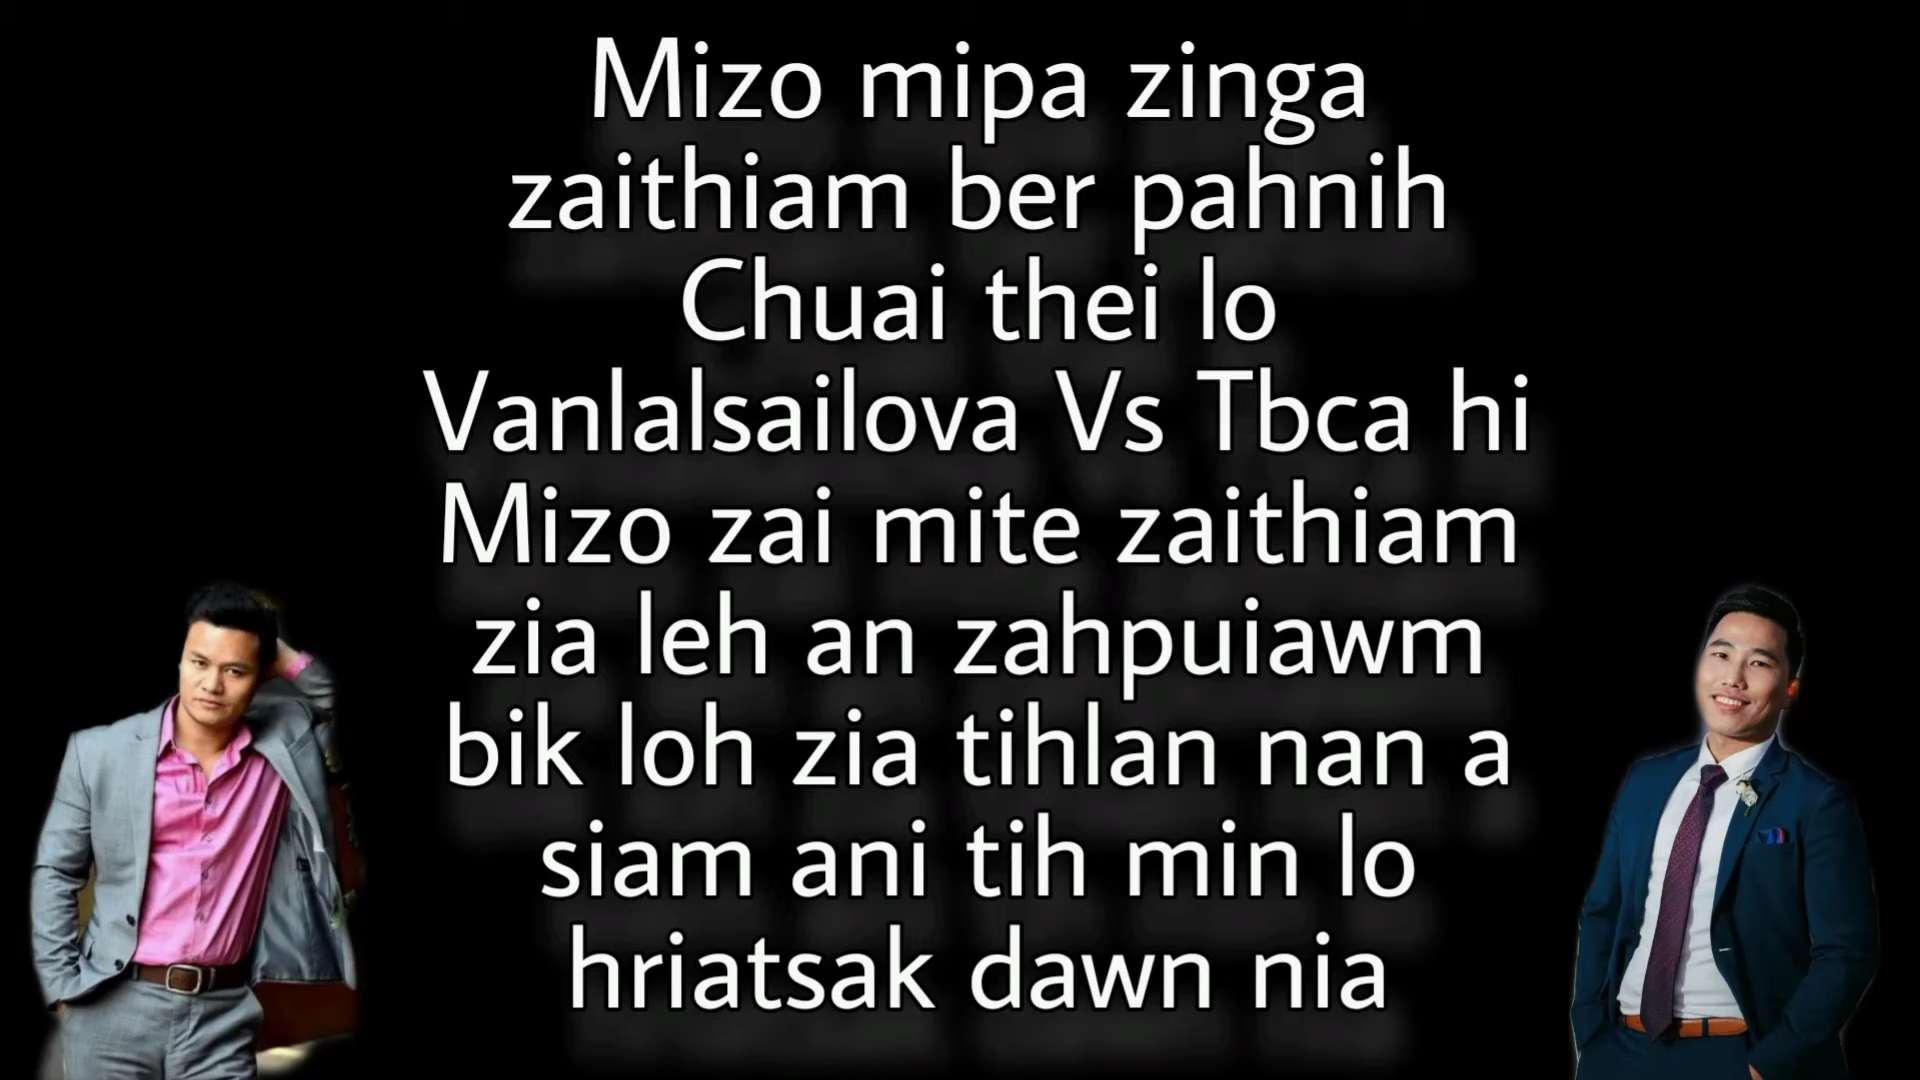 Mizo mipa zinga
zaithiam ber pahnih
Chuai thei lo
Vanlalsailova Vs Tbca hi
Mizo zai mite zaithiam
zia leh an zahpuiawm
bik loh zia tihlan nan a
siam ani tih min lo
hriatsak dawn nia